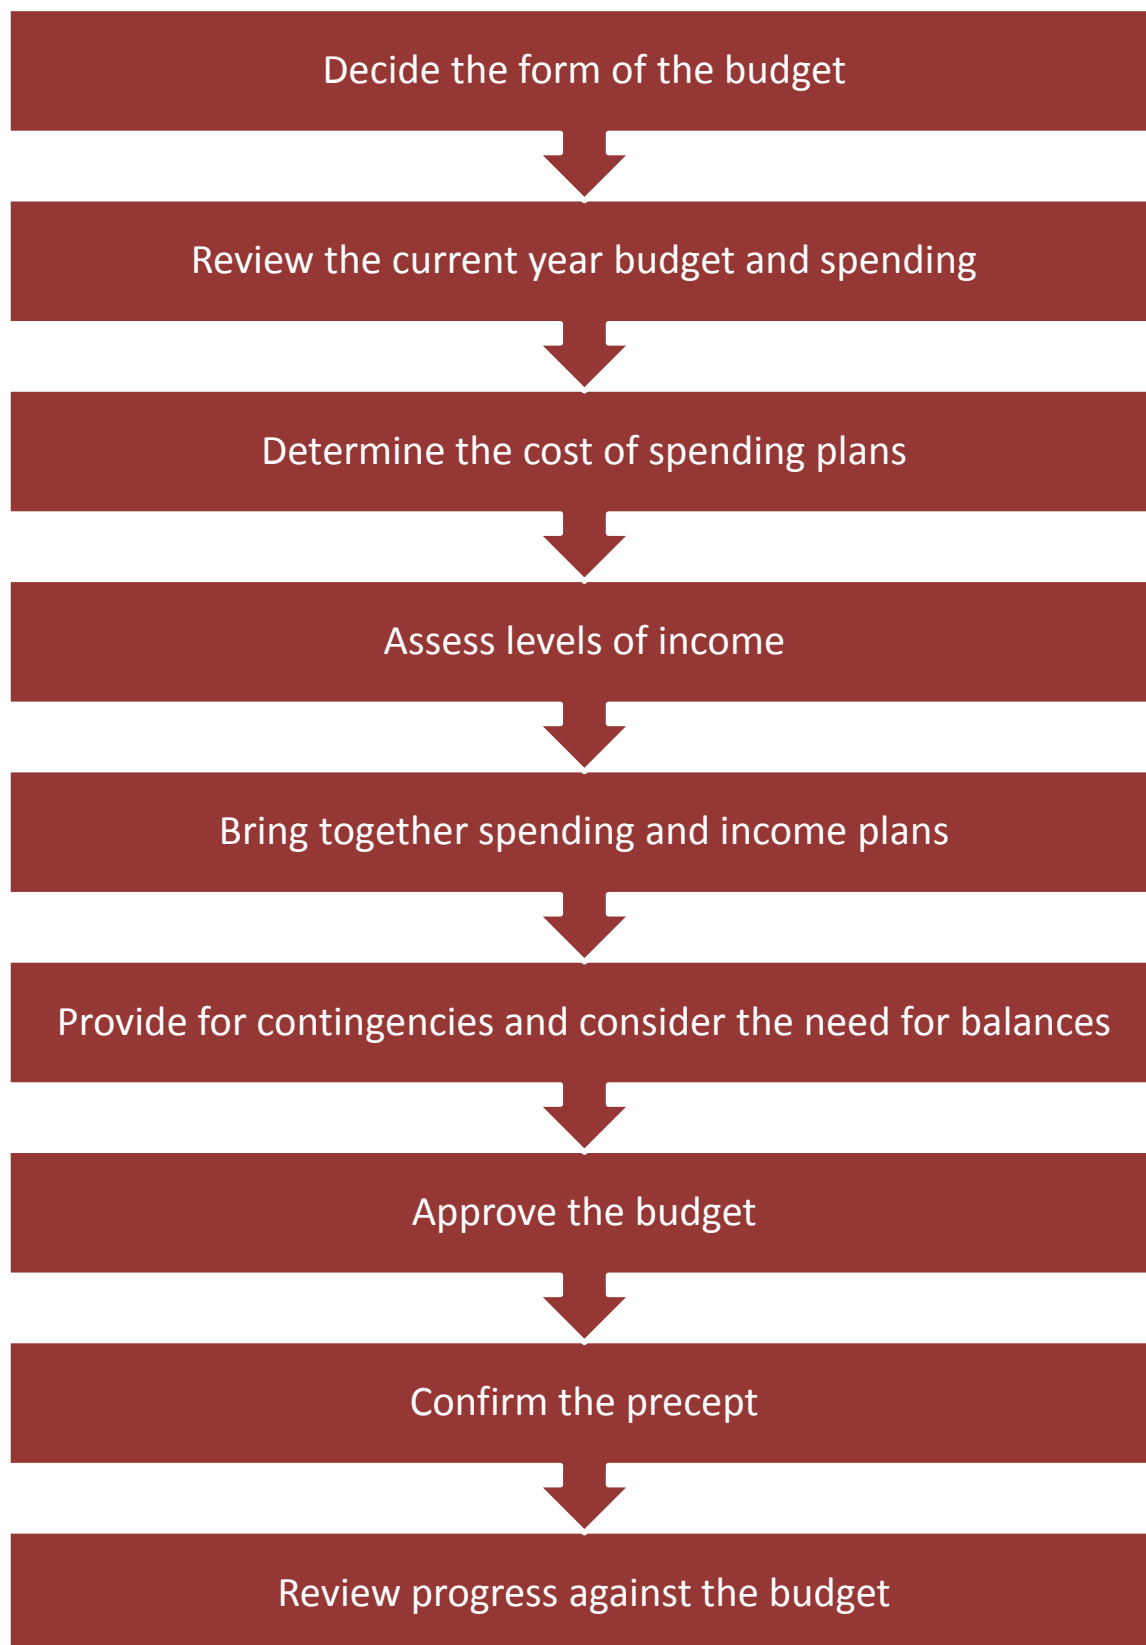 Decide the form of the budget
Review the current year budget and spending
Determine the cost of spending plans
Assess levels of income
Bring together spending and income plans
Provide for contingencies and consider the need for balances
Approve the budget
Confirm the precept
Review progress against the budget